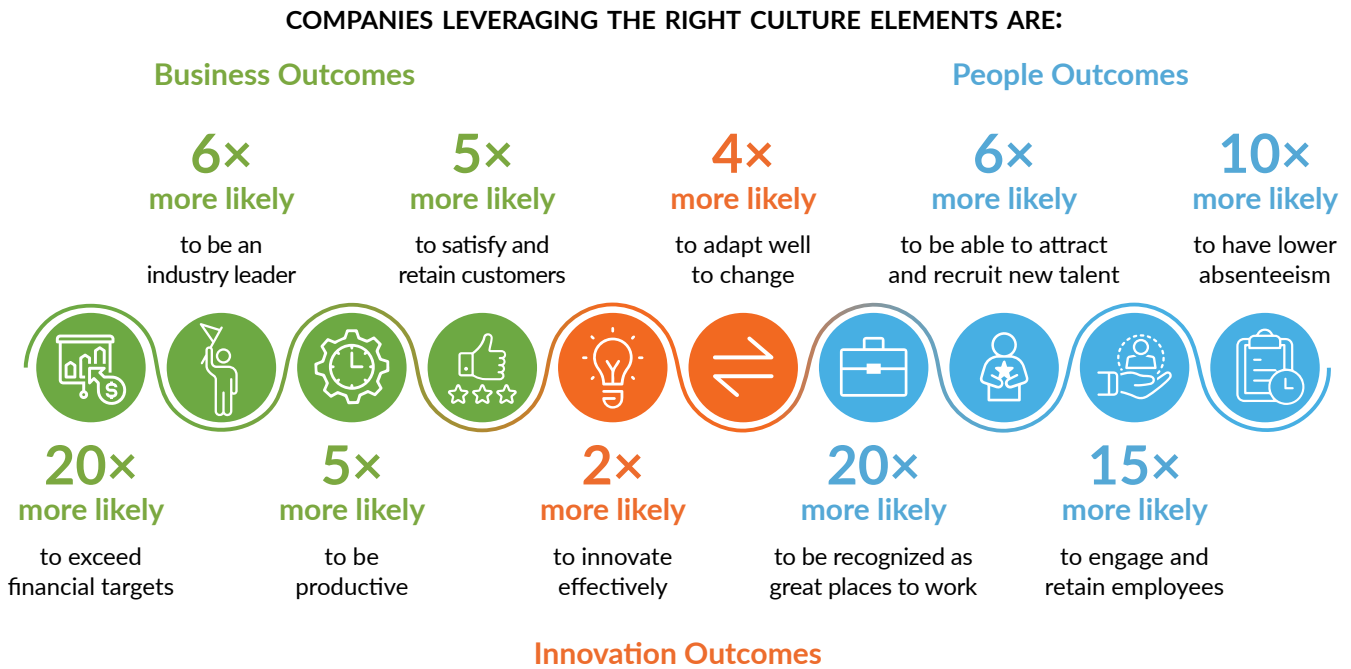 COMPANIES LEVERAGING THE RIGHT CULTURE ELEMENTS ARE:
Business Outcomes
People Outcomes
6×
more likely
to be an
industry leader
5×
more likely
to satisfy and
retain customers
4×
more likely
to adapt well
to change
6×
more likely
to be able to attract
and recruit new talent
10×
more likely
to have lower
absenteeism
$
20×
more likely
to exceed
financial targets
5×
more likely
to be
productive
2×
more likely
to innovate
effectively
20×
more likely
to be recognized as
great places to work
15×
more likely
to engage and
retain employees
Innovation Outcomes